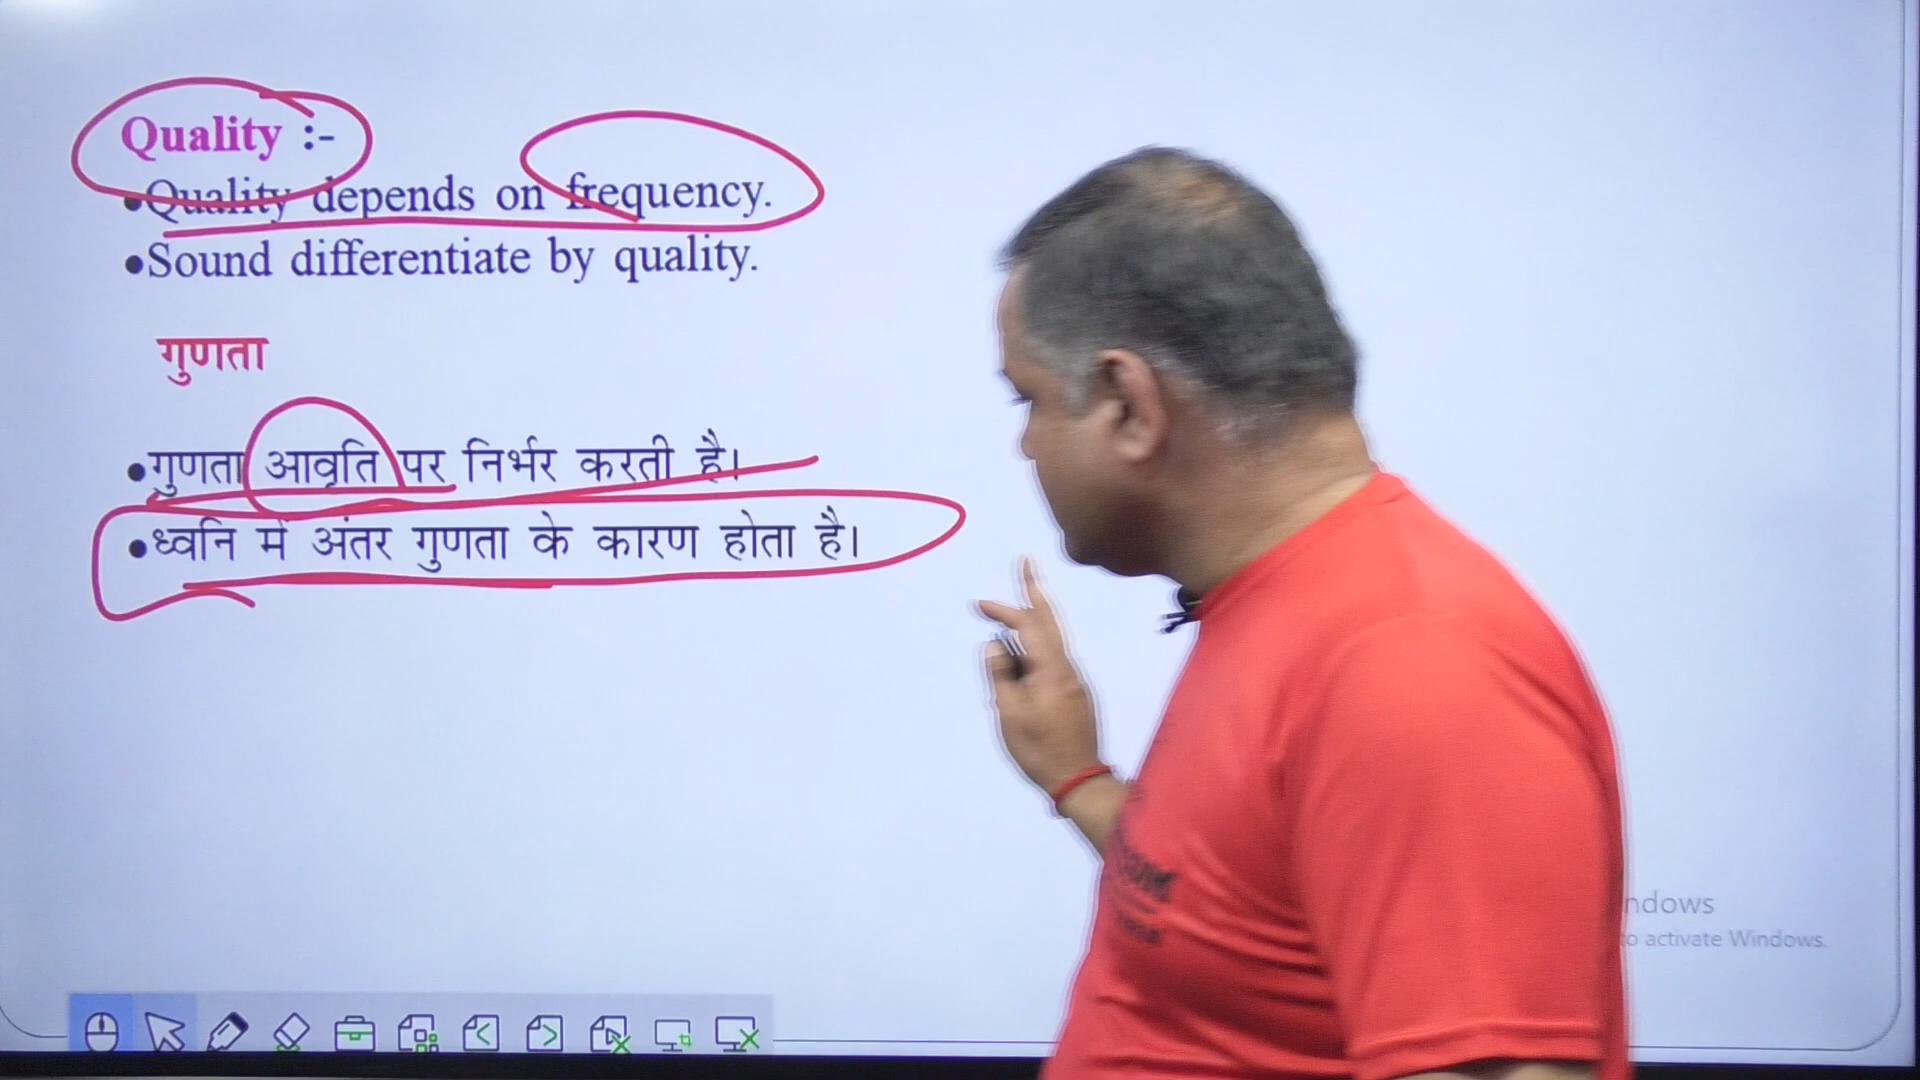 Quality :-
•Quality depends on frequency.
•Sound differentiate by quality.
गुणता
•गुणता आवृति पर निर्भर करती है।
•ध्वनि में अंतर गुणता के कारण होता है।
ndows
to activate Windows.